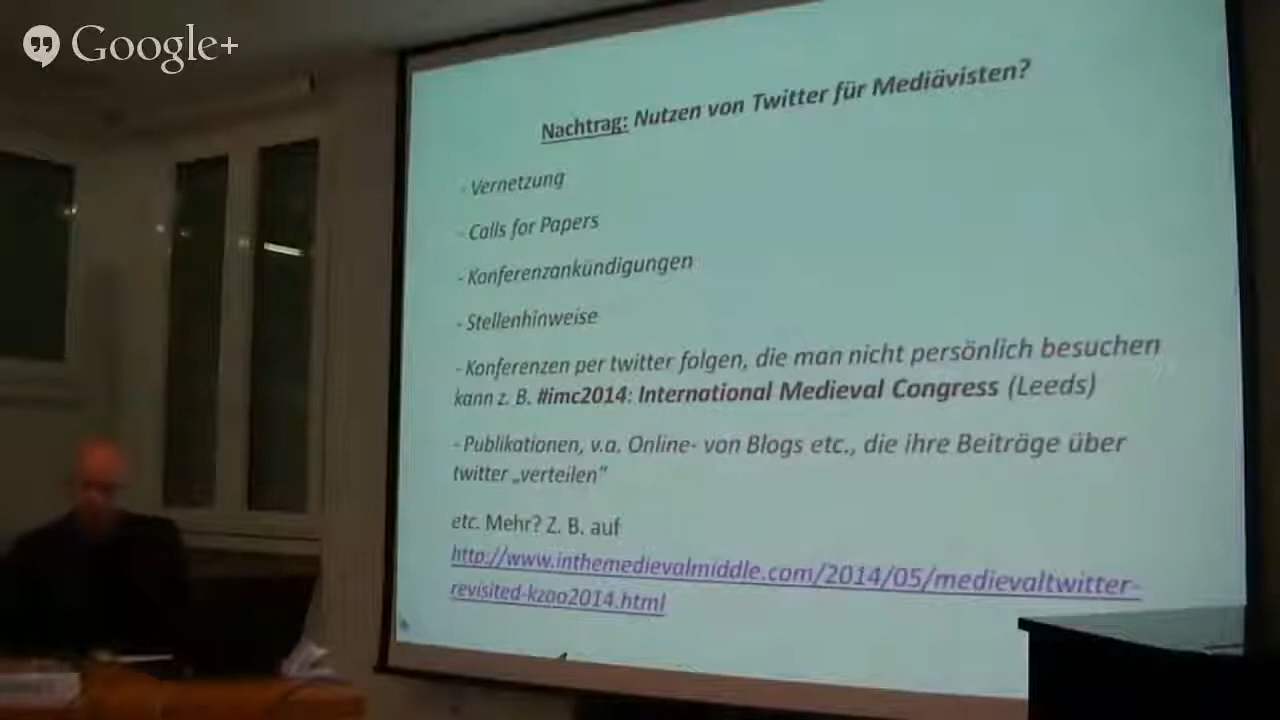 Google+
Nachtrag: Nutzen von Twitter für Mediävisten?
- Vernetzung
- Calls for Papers
- Konferenzankündigungen
- Stellenhinweise
- Konferenzen per twitter folgen, die man nicht persönlich besuchen
kann z. B. #imc2014: International Medieval Congress (Leeds)
- Publikationen, v.a. Online- von Blogs etc., die ihre Beiträge über
twitter „verteilen“
etc. Mehr? Z. B. auf
http://www.inthemedievalmiddle.com/2014/05/medievaltwitter-
revisited-kzoo2014.html